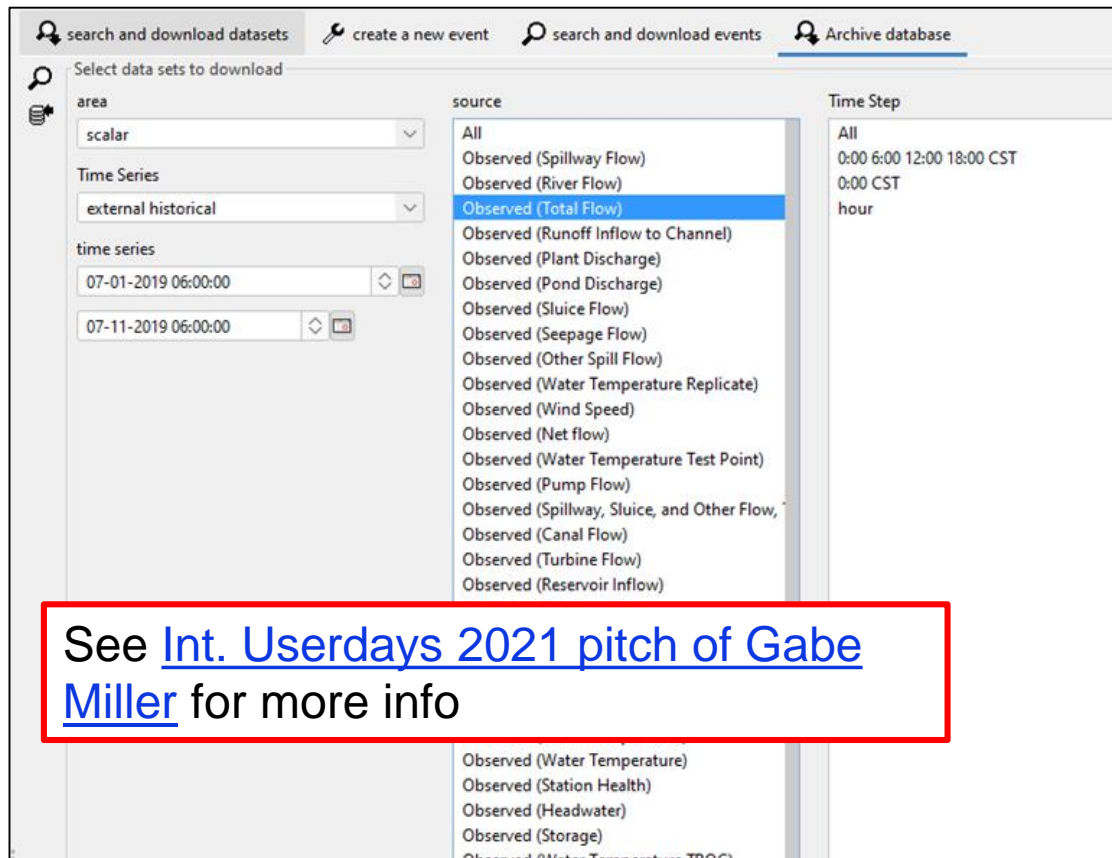 search and download datasets create a new event search and download events Archive database
Select data sets to download
area
scalar
Time Series
external historical
time series
07-01-2019 06:00:00
07-11-2019 06:00:00
source
All
Observed (Spillway Flow)
Observed (River Flow)
Observed (Total Flow)
Observed (Runoff Inflow to Channel)
Observed (Plant Discharge)
Observed (Pond Discharge)
Observed (Sluice Flow)
Observed (Seepage Flow)
Observed (Other Spill Flow)
Observed (Water Temperature Replicate)
Observed (Wind Speed)
Observed (Net flow)
Observed (Water Temperature Test Point)
Observed (Pump Flow)
Observed (Spillway, Sluice, and Other Flow,
Observed (Canal Flow)
Observed (Turbine Flow)
Observed (Reservoir Inflow)
Observed (Water Temperature)
Observed (Station Health)
Observed (Headwater)
Observed (Storage)
Time Step
All
0:00 6:00 12:00 18:00 CST
0:00 CST
hour
See Int. Userdays 2021 pitch of Gabe
Miller for more info